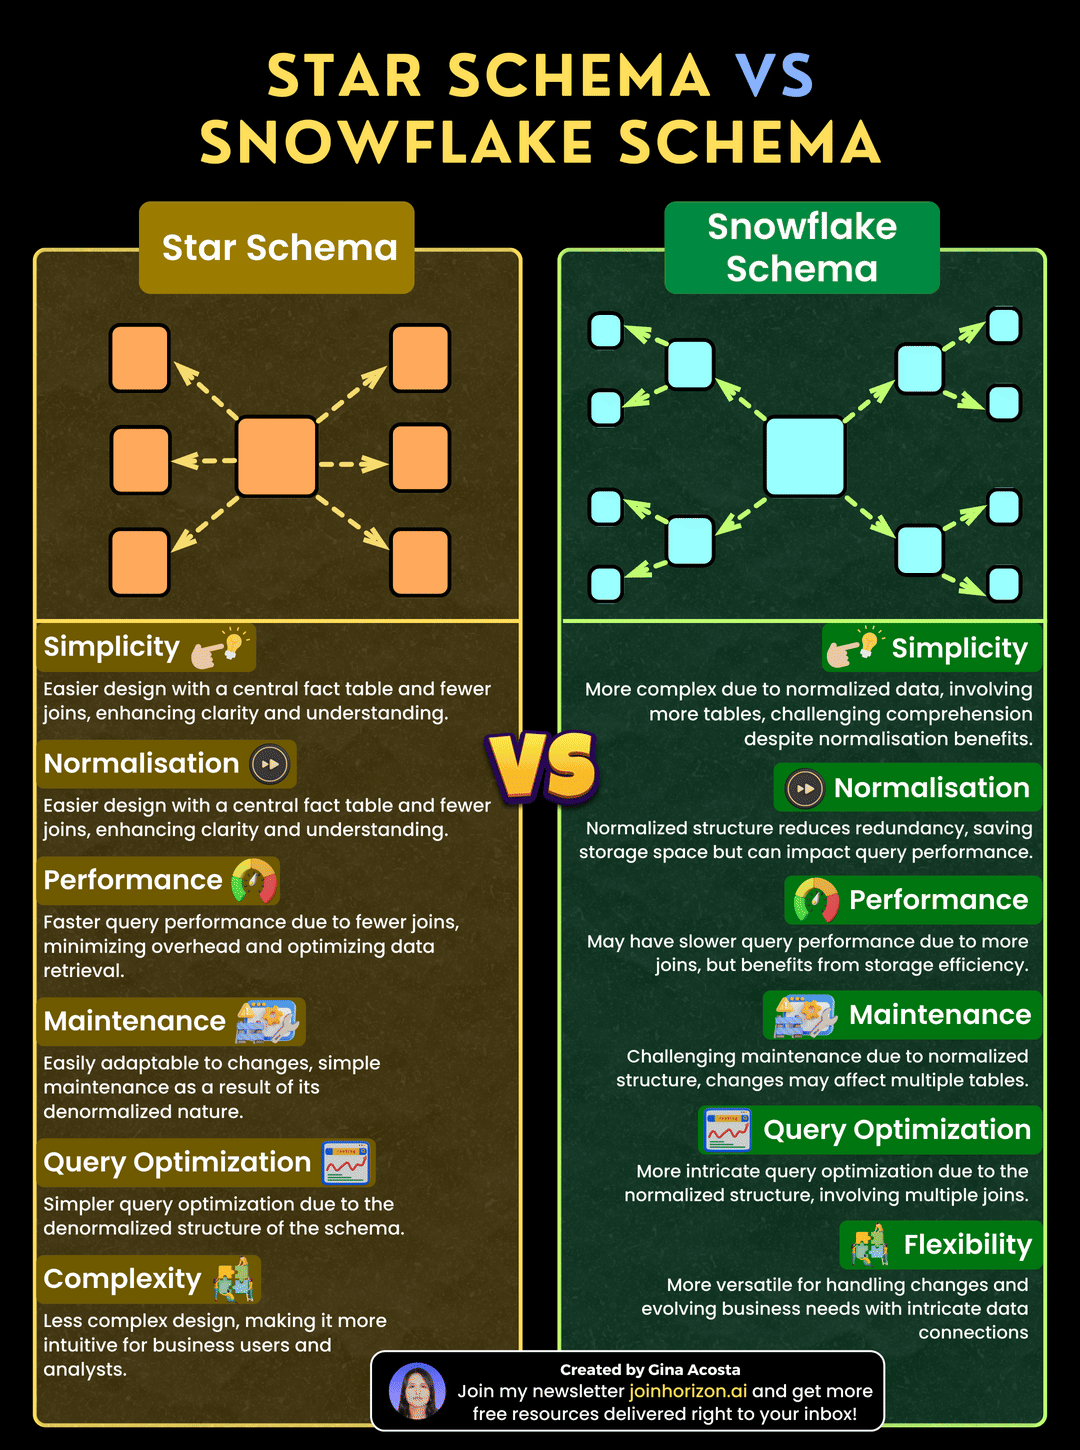 STAR SCHEMA VS
SNOWFLAKE SCHEMA
Star Schema
Simplicity
Easier design with a central fact table and fewer
joins, enhancing clarity and understanding.
Normalisation
Easier design with a central fact table and fewer
joins, enhancing clarity and understanding.
Performance
Faster query performance due to fewer joins,
minimizing overhead and optimizing data
retrieval.
Maintenance
Easily adaptable to changes, simple
maintenance as a result of its
denormalized nature.
Query Optimization
Simpler query optimization due to the
denormalized structure of the schema.
Complexity
Less complex design, making it more
intuitive for business users and
analysts.
VS
Snowflake
Schema
Simplicity
More complex due to normalized data, involving
more tables, challenging comprehension
despite normalisation benefits.
Normalisation
Normalized structure reduces redundancy, saving
storage space but can impact query performance.
Performance
May have slower query performance due to more
joins, but benefits from storage efficiency.
Maintenance
Challenging maintenance due to normalized
structure, changes may affect multiple tables.
Query Optimization
More intricate query optimization due to the
normalized structure, involving multiple joins.
Flexibility
More versatile for handling changes and
evolving business needs with intricate data
connections
Created by Gina Acosta
Join my newsletter joinhorizon.ai and get more
free resources delivered right to your inbox!